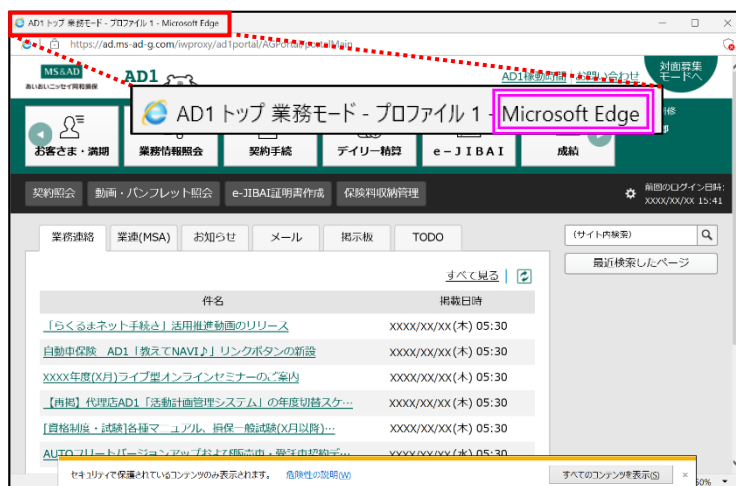 AD1 トップ 業務モード - プロファイル 1 - Microsoft Edge
https://ad.ms-ad-g.com/iwproxy/ad1portal/AGPortal/portalMain
MS&AD
あいおいニッセイ同和損保
AD1
AD1稼動時間
お問い合わせ
対面募集
モードへ
AD1 トップ 業務モード - プロファイル 1 - Microsoft Edge
お客さま・満期
業務情報照会
契約手続
デイリー精算
e-JIBAI
成績
契約照会
動画・パンフレット照会
e-JIBAI証明書作成
保険料収納管理
前回のログイン日時:
XXXX/XX/XX 15:41
業務連絡
業連(MSA)
お知らせ
メール
掲示板
TODO
(サイト内検索)
最近検索したページ
すべて見る
件名
掲載日時
「らくるまネット手続き」活用推進動画のリリース
XXXX/XX/XX(木) 05:30
自動車保険 AD1「教えてNAVI♪」リンクボタンの新設
XXXX/XX/XX(木) 05:30
XXXX年度(X月)ライブ型オンラインセミナーのご案内
XXXX/XX/XX(木) 05:30
【再掲】代理店AD1「活動計画管理システム」の年度切替スケ…
XXXX/XX/XX(木) 05:30
[資格制度・試験]各種マニュアル、損保一般試験(X月以降)…
XXXX/XX/XX(木) 05:30
セキュリティで保護されているコンテンツのみ表示されます。
危険性の説明(W)
すべてのコンテンツを表示(S)